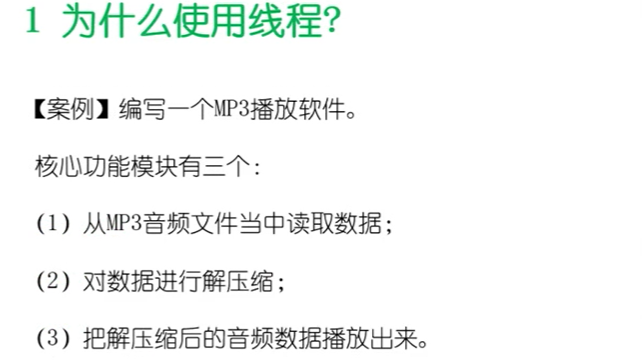 1 为什么使用线程?
【案例】编写一个MP3播放软件。
核心功能模块有三个:
(1) 从MP3音频文件当中读取数据;
(2) 对数据进行解压缩;
(3) 把解压缩后的音频数据播放出来。